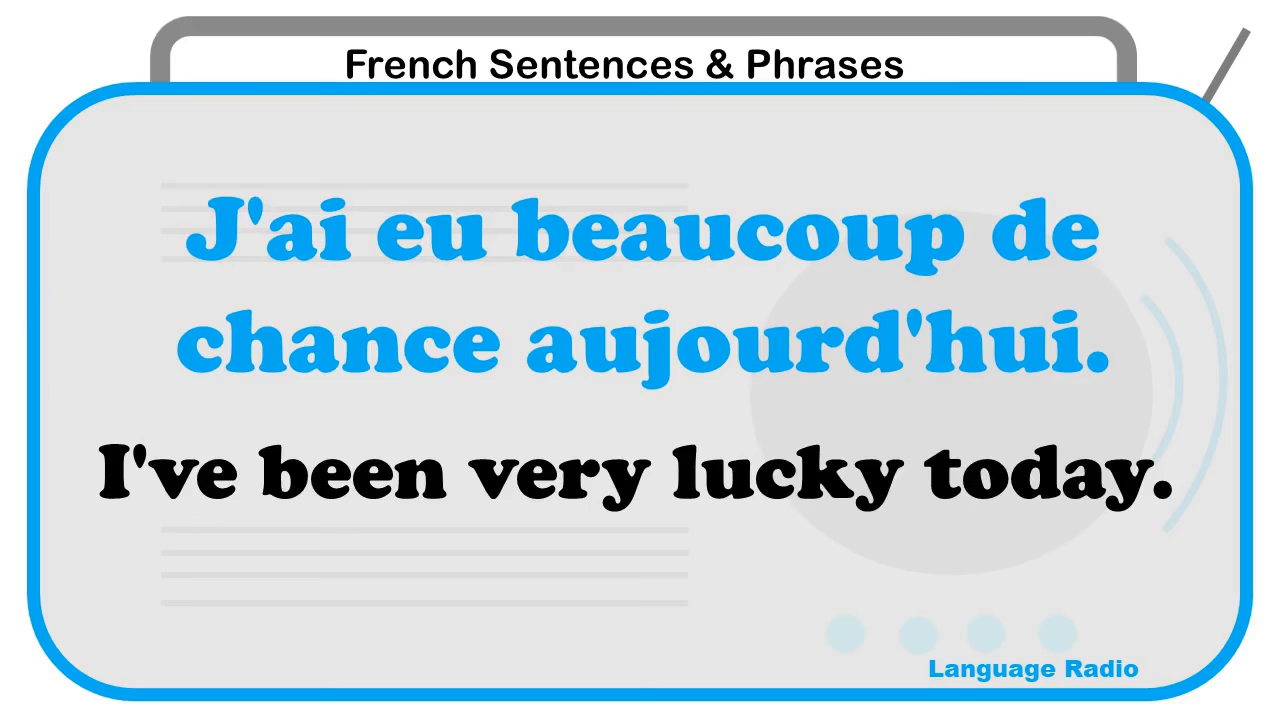 French Sentences & Phrases
J'ai eu beaucoup de
chance aujourd'hui.
I've been very lucky today.
Language Radio